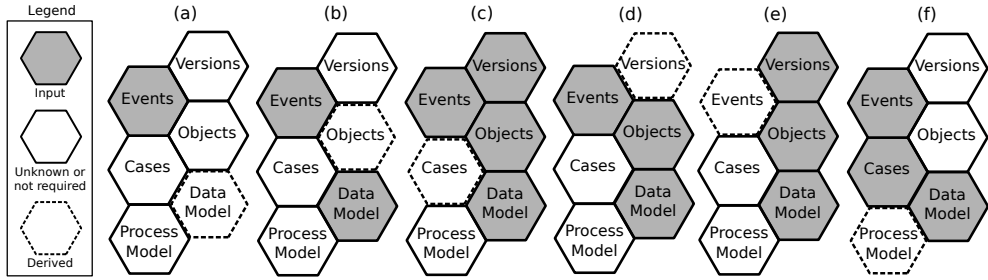 Legend
Input
Unknown or
not required
Derived
(a)
Versions
Events
Objects
Cases
Data
Model
Process
Model
(b)
Versions
Events
Objects
Cases
Data
Model
Process
Model
(c)
Versions
Events
Objects
Cases
Data
Model
Process
Model
(d)
Versions
Events
Objects
Cases
Data
Model
Process
Model
(e)
Versions
Events
Objects
Cases
Data
Model
Process
Model
(f)
Versions
Events
Objects
Cases
Data
Model
Process
Model